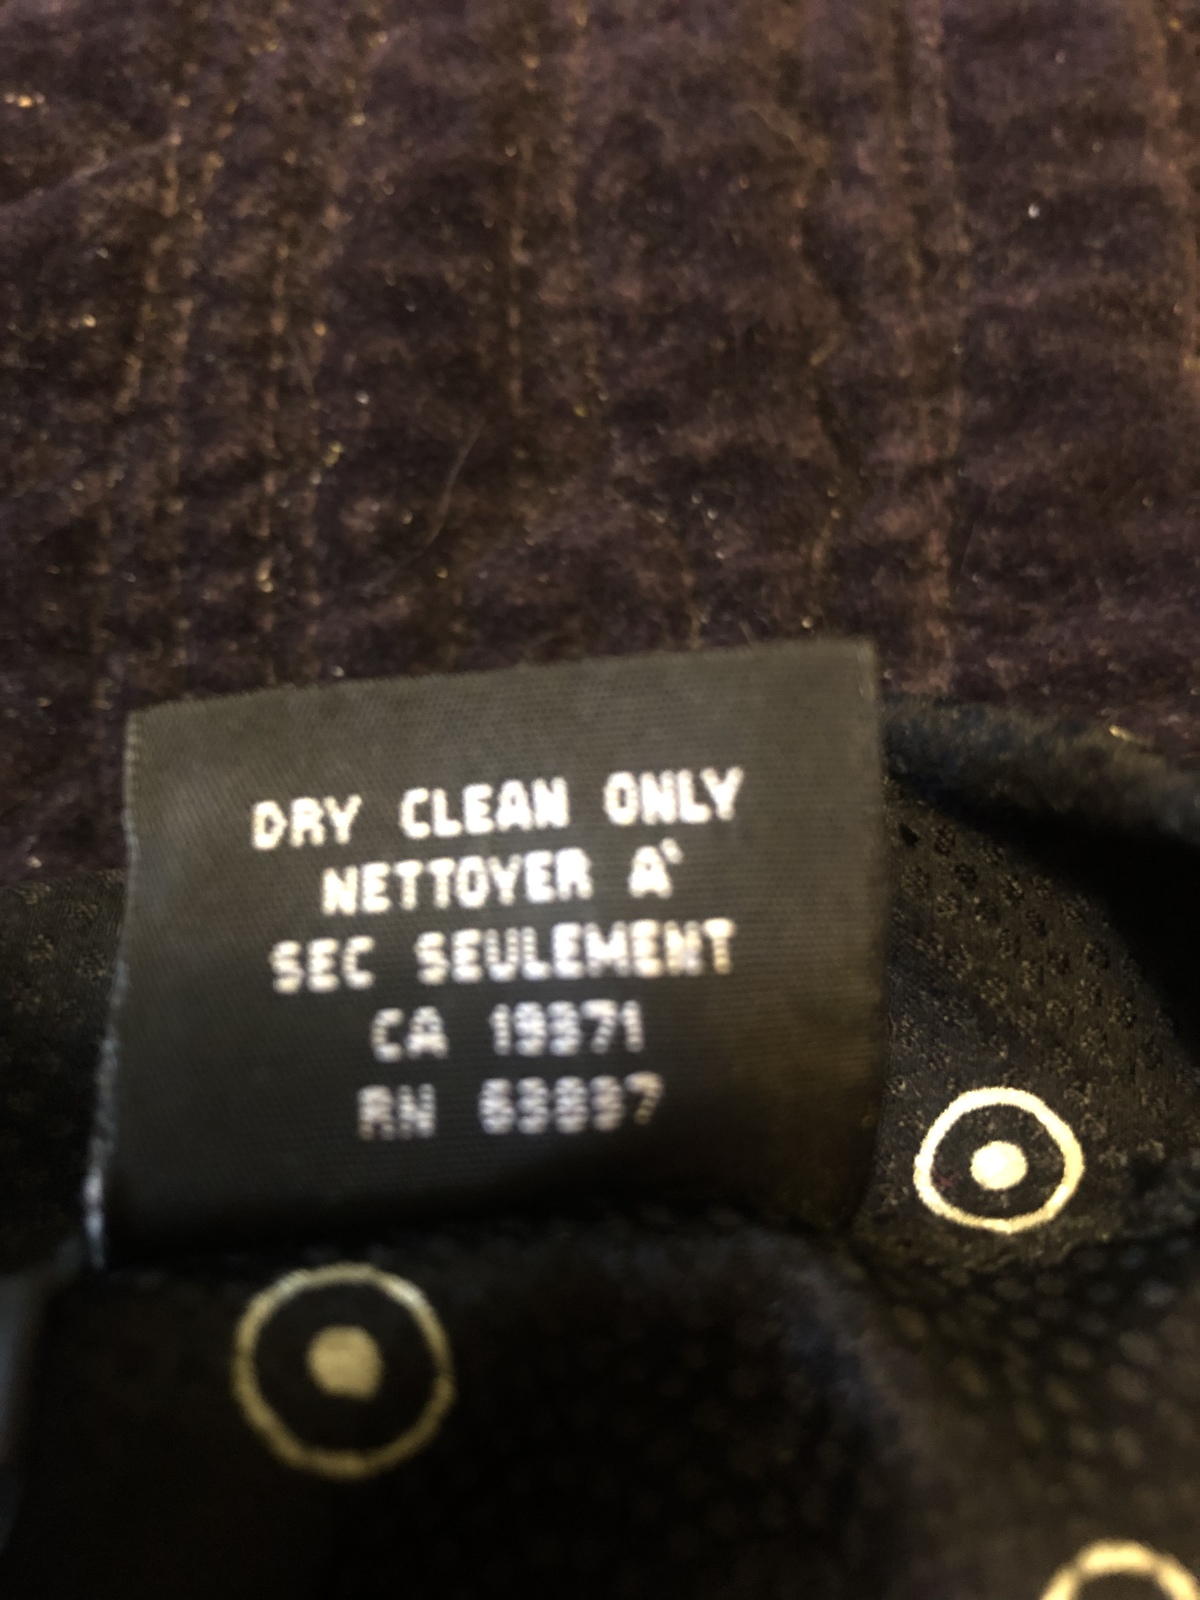 DRY CLEAN ONLY
NETTOYER A`
SEC SEULEMENT
CA 19371
RN